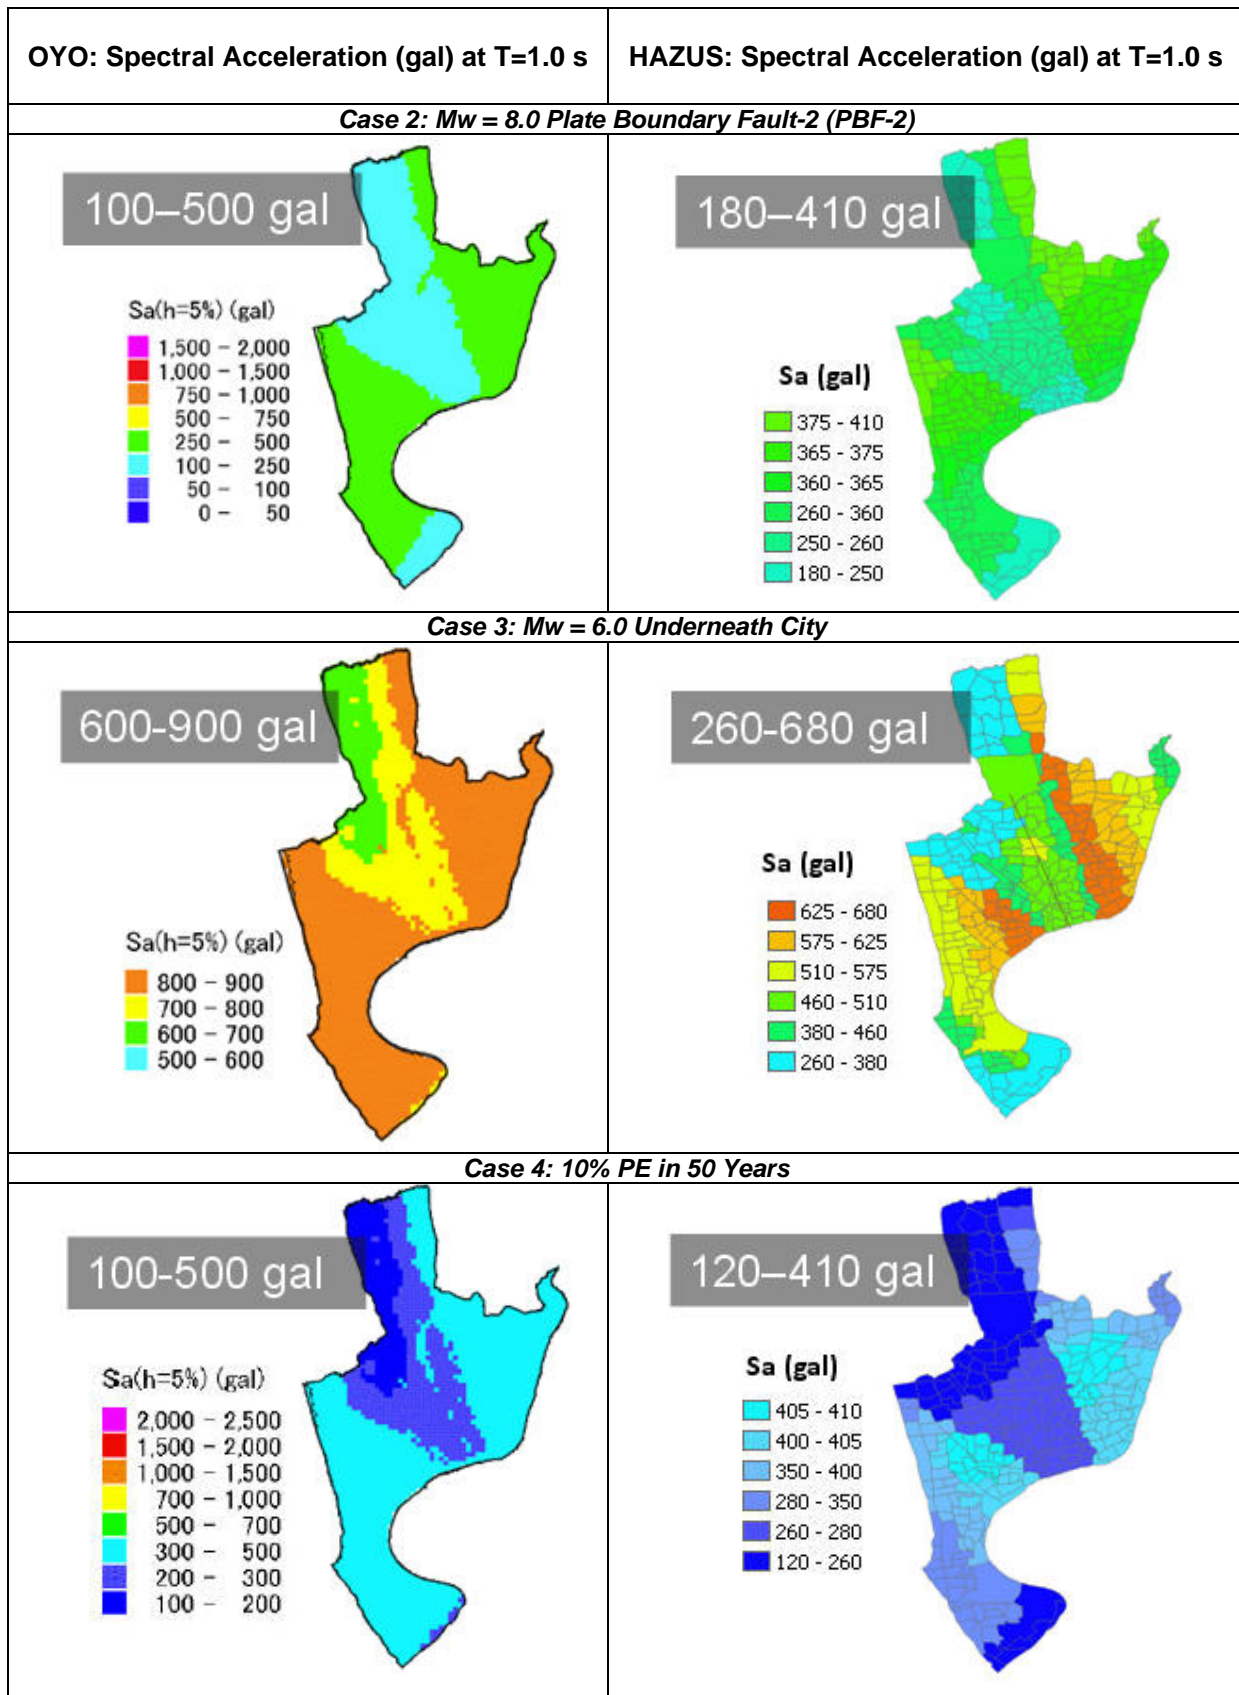 OYO: Spectral Acceleration (gal) at T=1.0 s
HAZUS: Spectral Acceleration (gal) at T=1.0 s
Case 2: Mw = 8.0 Plate Boundary Fault-2 (PBF-2)
100–500 gal
Sa(h=5%) (gal)
1,500 - 2,000
1,000 - 1,500
750 - 1,000
500 - 750
250 - 500
100 - 250
50 - 100
0 - 50
180–410 gal
Sa (gal)
375 - 410
365 - 375
360 - 365
260 - 360
250 - 260
180 - 250
Case 3: Mw = 6.0 Underneath City
600-900 gal
Sa(h=5%) (gal)
800 - 900
700 - 800
600 - 700
500 - 600
260-680 gal
Sa (gal)
625 - 680
575 - 625
510 - 575
460 - 510
380 - 460
260 - 380
Case 4: 10% PE in 50 Years
100-500 gal
Sa(h=5%) (gal)
2,000 - 2,500
1,500 - 2,000
1,000 - 1,500
700 - 1,000
500 - 700
300 - 500
200 - 300
100 - 200
120–410 gal
Sa (gal)
405 - 410
400 - 405
350 - 400
280 - 350
260 - 280
120 - 260